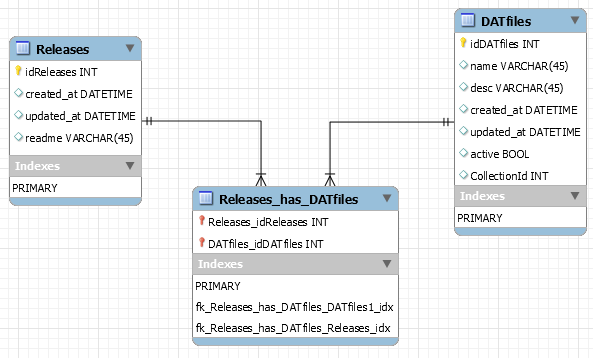 Releases
idReleases INT
created_at DATETIME
updated_at DATETIME
readme VARCHAR(45)
Indexes
PRIMARY
DATfiles
idDATfiles INT
name VARCHAR(45)
desc VARCHAR(45)
created_at DATETIME
updated_at DATETIME
active BOOL
CollectionId INT
Indexes
PRIMARY
Releases_has_DATfiles
Releases_idReleases INT
DATfiles_idDATfiles INT
Indexes
PRIMARY
fk_Releases_has_DATfiles_DATfiles1_idx
fk_Releases_has_DATfiles_Releases_idx